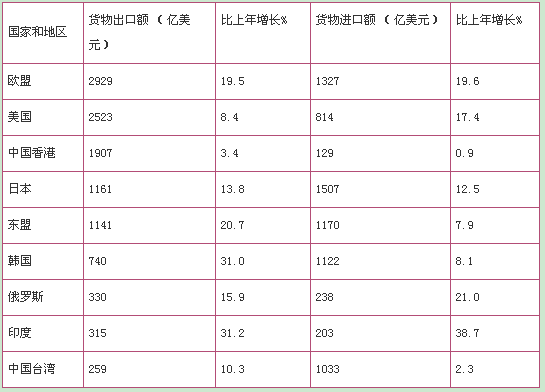 国家和地区 货物出口额 （ 亿美元） 比上年增长% 货物进口额 （ 亿美元） 比上年增长%
欧盟 2929 19.5 1327 19.6
美国 2523 8.4 814 17.4
中国香港 1907 3.4 129 0.9
日本 1161 13.8 1507 12.5
东盟 1141 20.7 1170 7.9
韩国 740 31.0 1122 8.1
俄罗斯 330 15.9 238 21.0
印度 315 31.2 203 38.7
中国台湾 259 10.3 1033 2.3